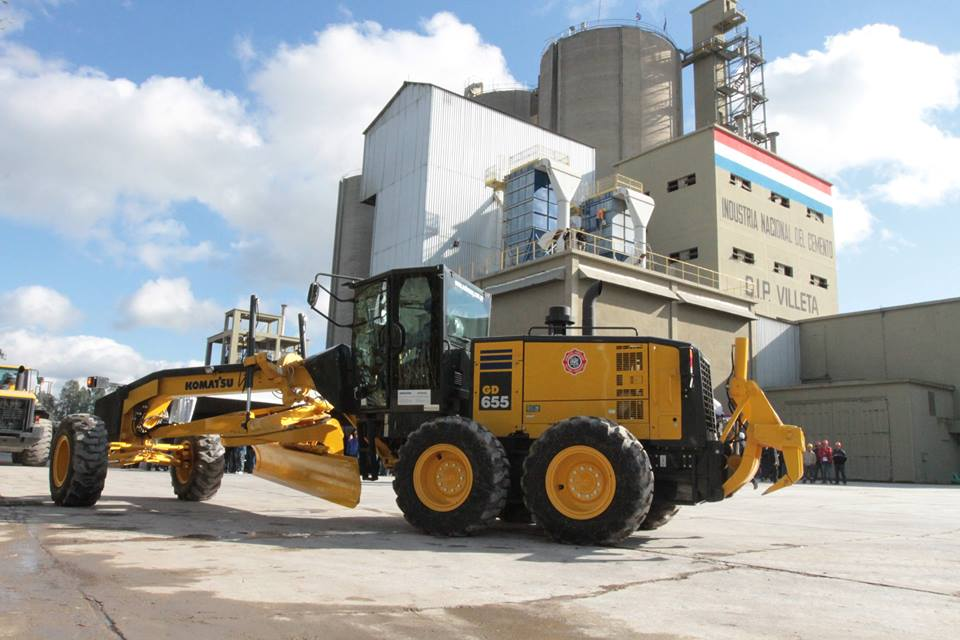 INDUSTRIA NACIONAL DEL CEMENTO
O.I.P. VILLETA
KOMATSU
GD
655